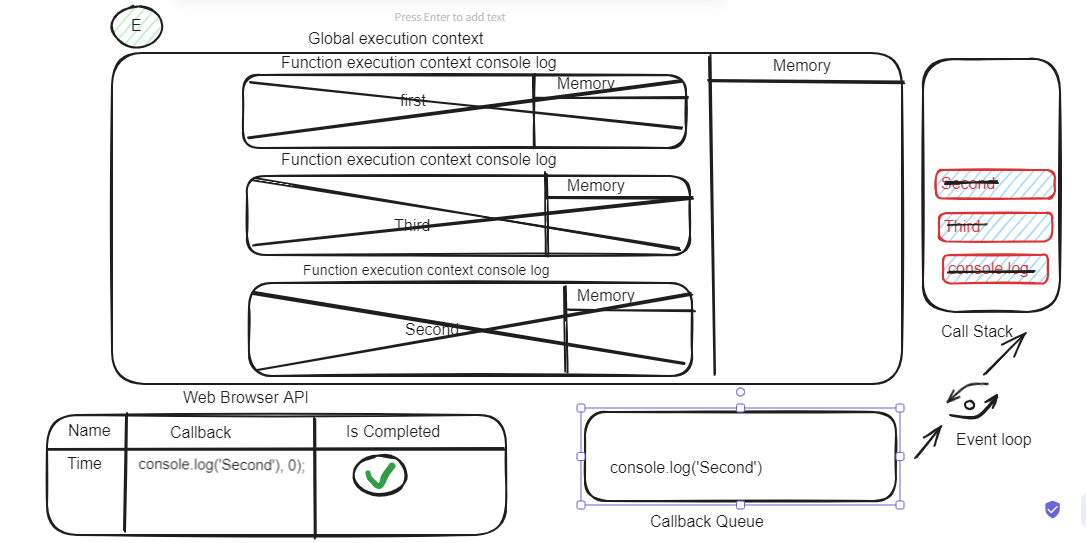 E
Press Enter to add text
Global execution context
Function execution context console log
Memory
Memory
first
Function execution context console log
Memory
Third
Function execution context console log
Memory
Second
Second
Third
console.log
Call Stack
Web Browser API
Name Callback Is Completed
Time console.log('Second'), 0);
console.log('Second')
Callback Queue
Event loop